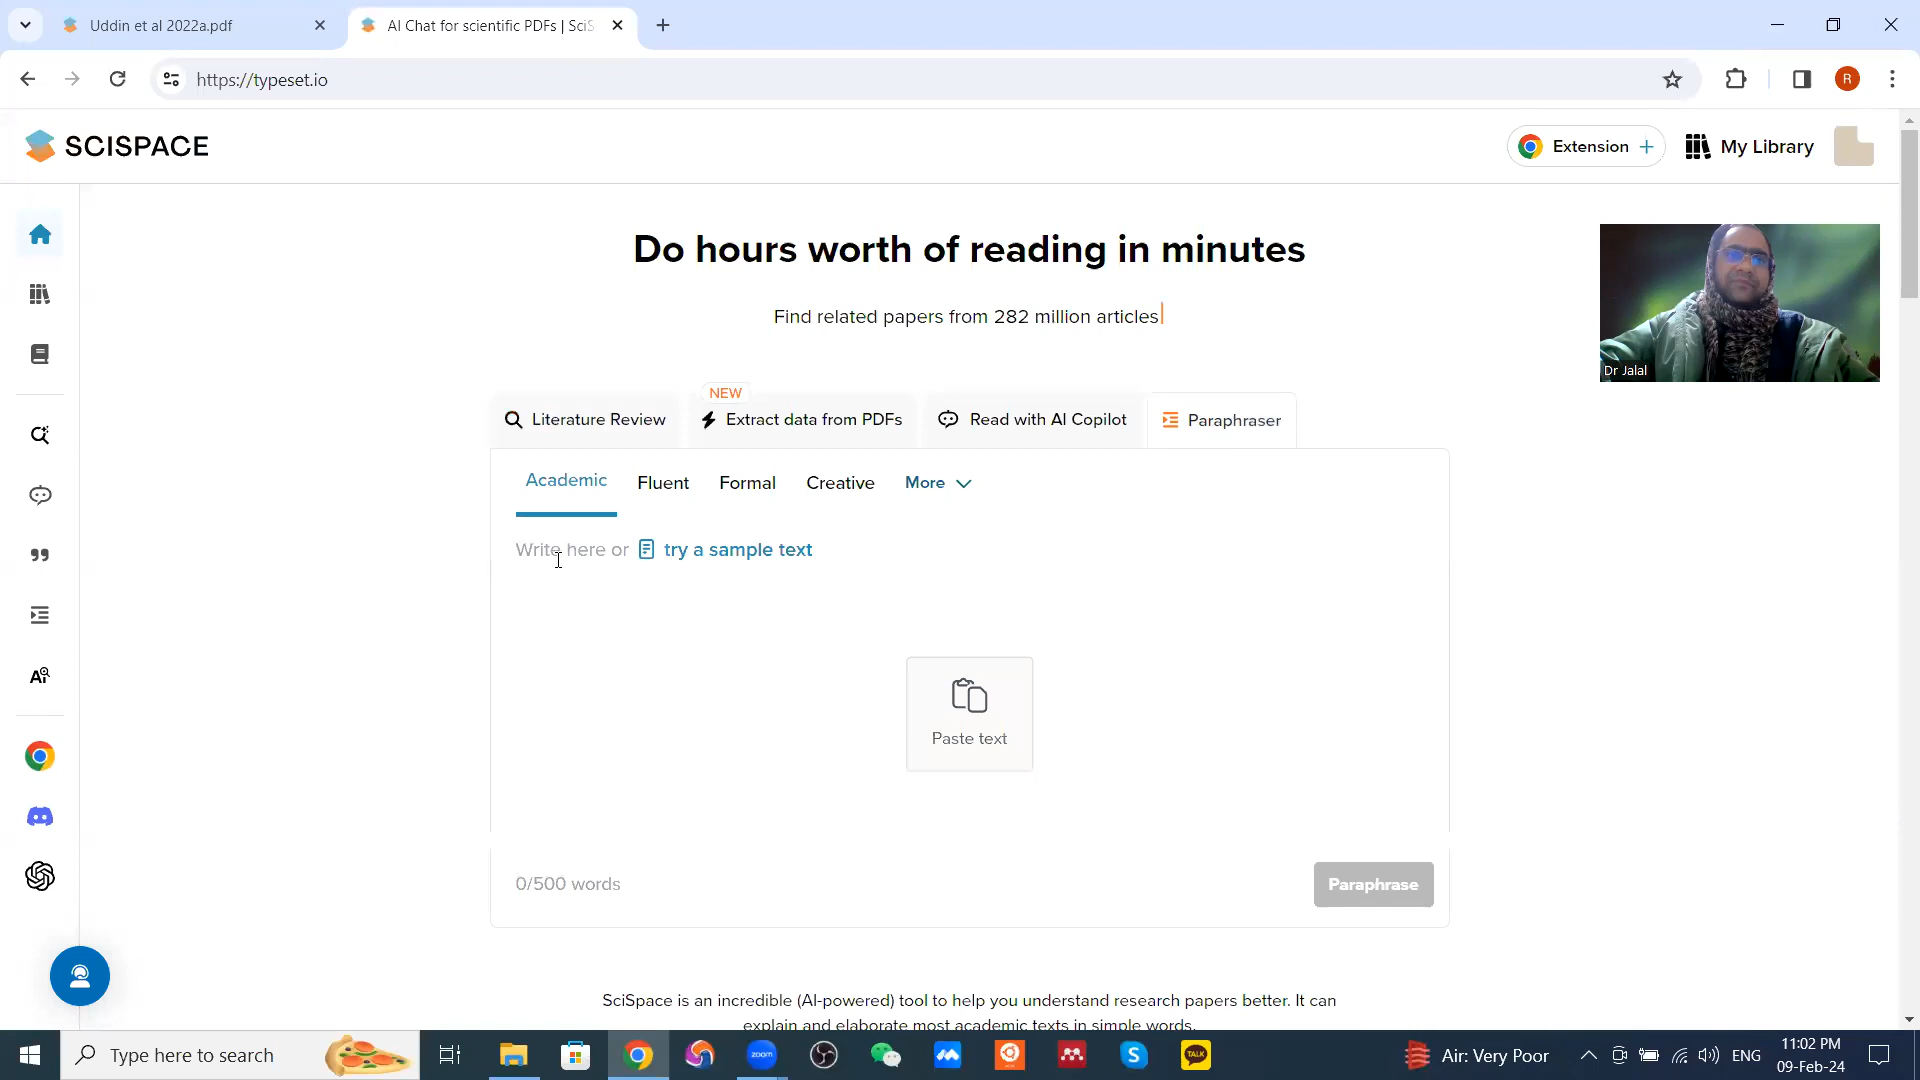 Uddin et al 2022a.pdf
AI Chat for scientific PDFs | SciS
https://typeset.io
R
SCISPACE
Extension +
My Library
Do hours worth of reading in minutes
Find related papers from 282 million articles
Dr Jalal
NEW
Literature Review
Extract data from PDFs
Read with AI Copilot
Paraphraser
Academic
Fluent
Formal
Creative
More
Write here or try a sample text
Paste text
0/500 words
Paraphrase
SciSpace is an incredible (AI-powered) tool to help you understand research papers better. It can
explain and elaborate most academic texts in simple words.
Type here to search
zoom
TALK
Air: Very Poor
ENG
11:02 PM
09-Feb-24